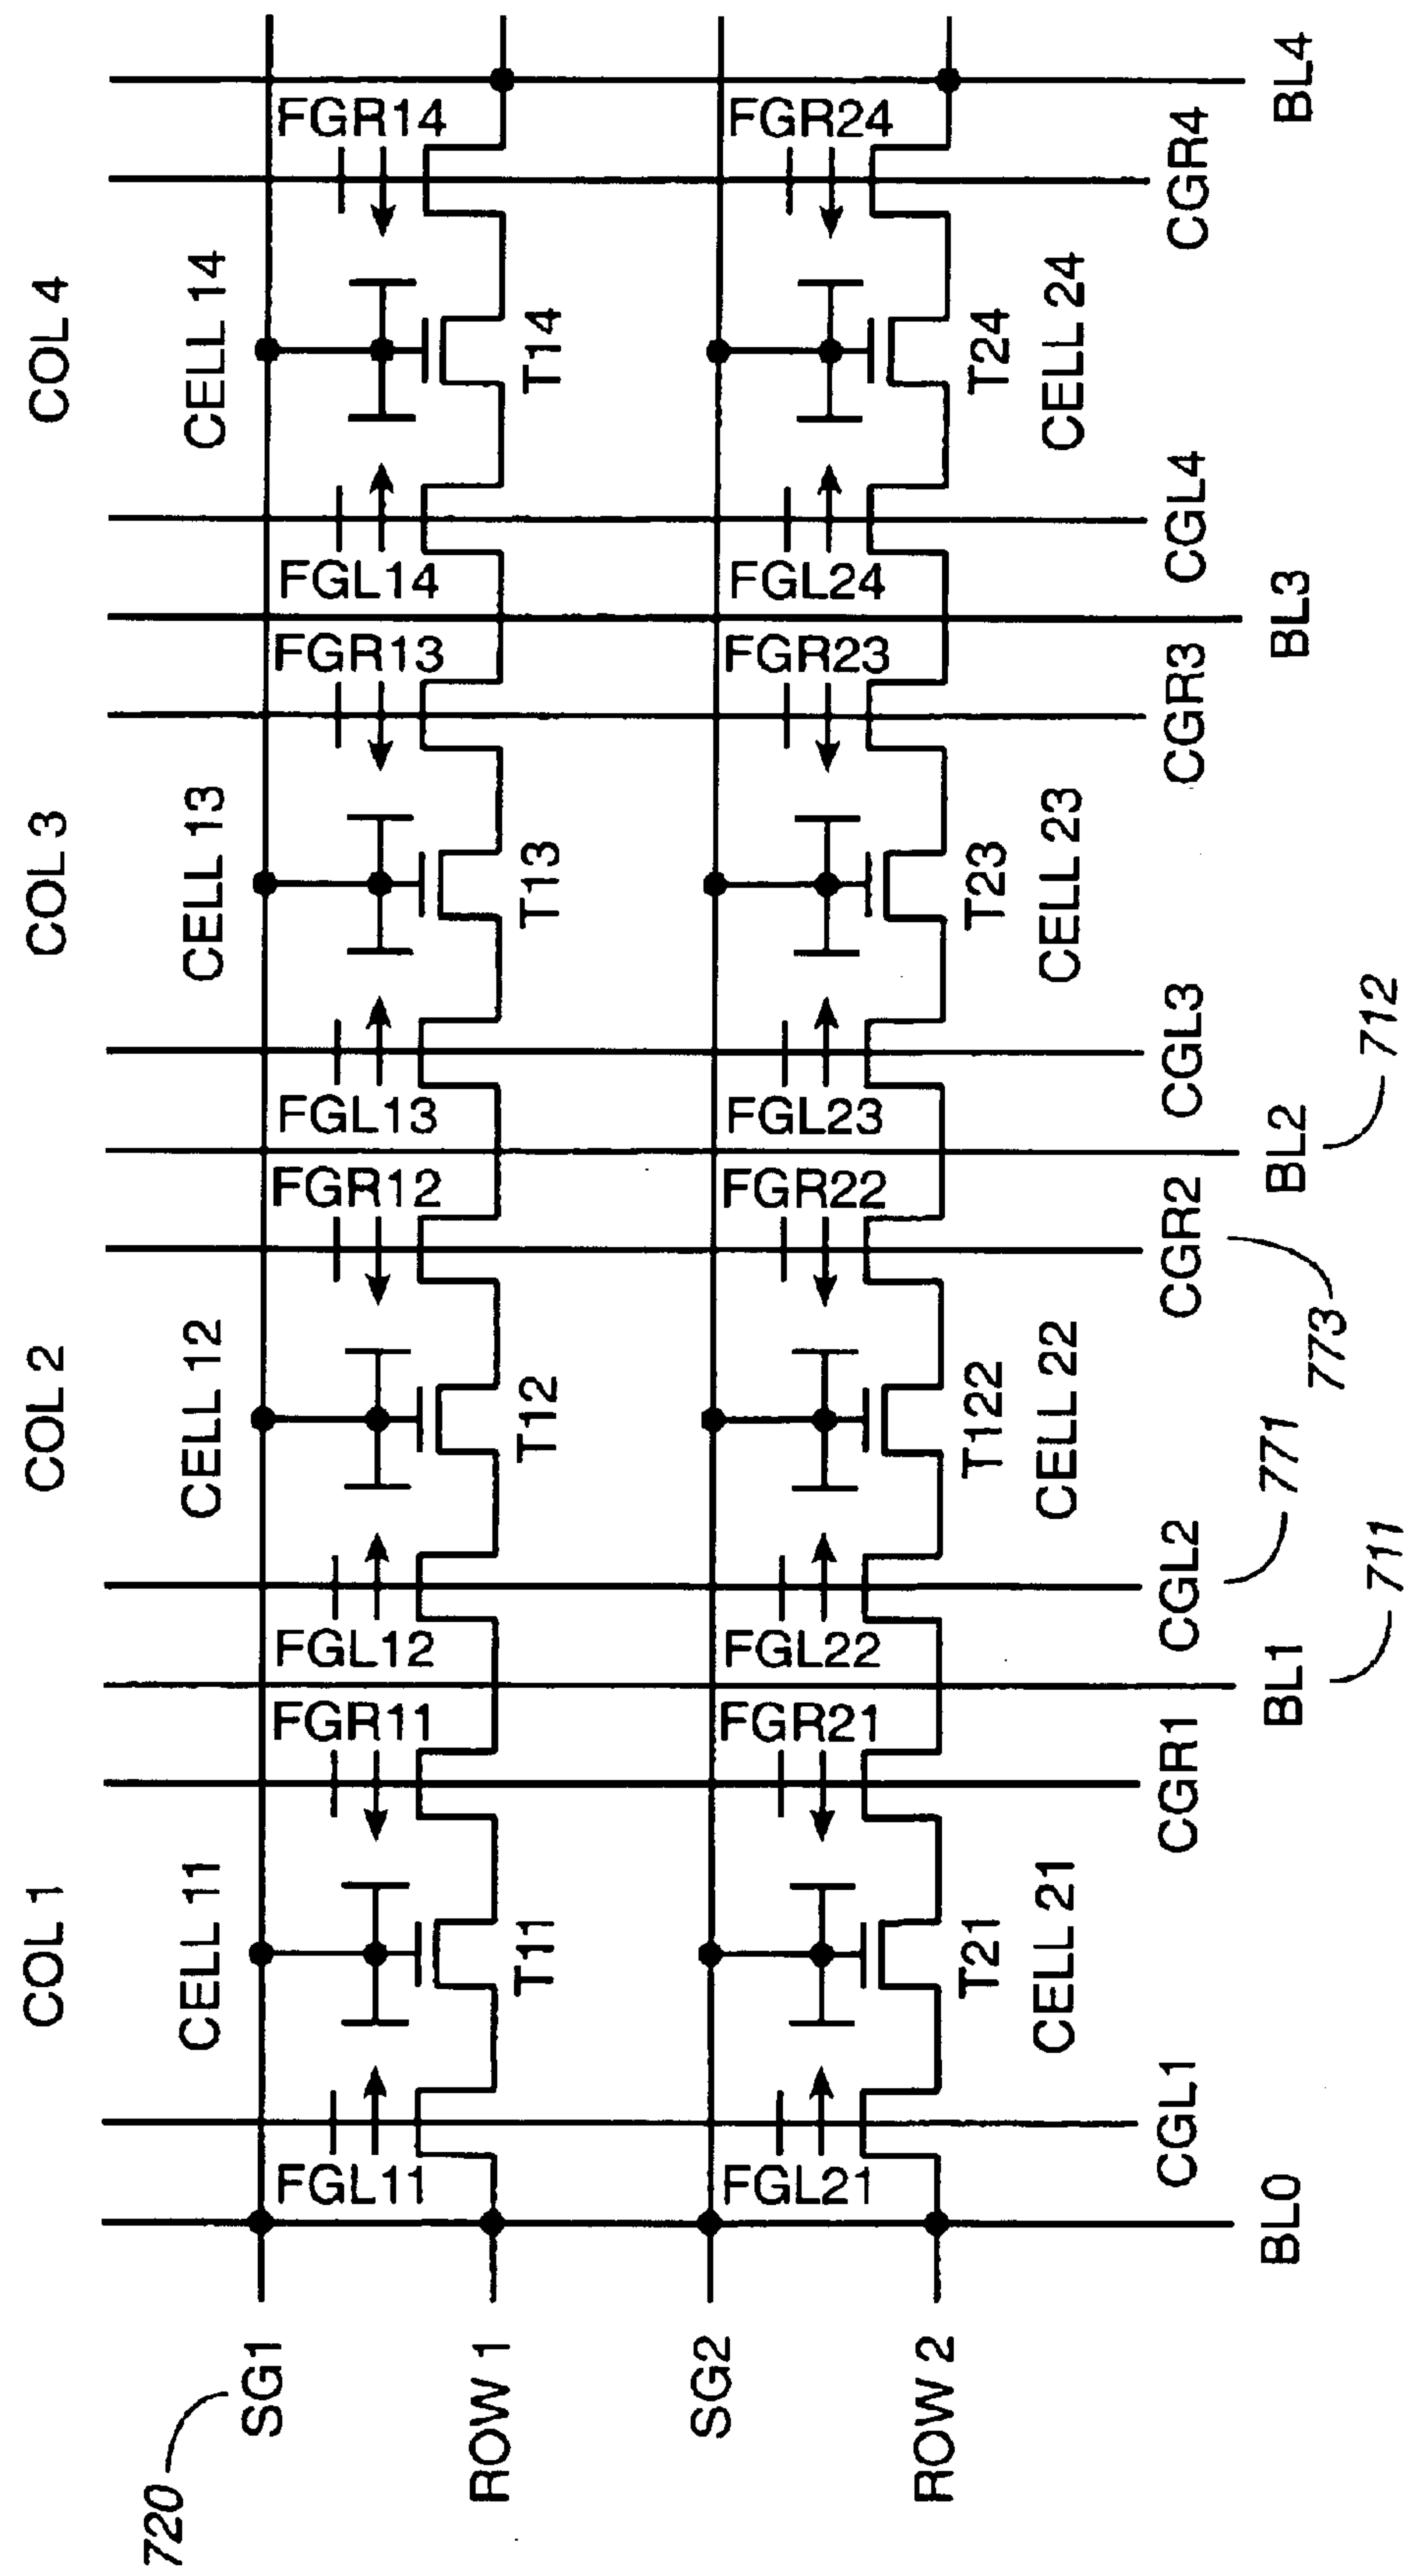 COL 1 COL 2 COL 3 COL 4
CELL 11 CELL 12 CELL 13 CELL 14
720
SG1
FGL11 FGR11 FGL12 FGR12 FGL13 FGR13 FGL14 FGR14
ROW 1
T11 T12 T13 T14
SG2
FGL21 FGR21 FGL22 FGR22 FGL23 FGR23 FGL24 FGR24
ROW 2
T21 T122 T23 T24
CELL 21 CELL 22 CELL 23 CELL 24
CGL1 CGR1 CGL2 CGR2 CGL3 CGR3 CGL4 CGR4
BL0 BL1 BL2 BL3 BL4
771 773
711 712